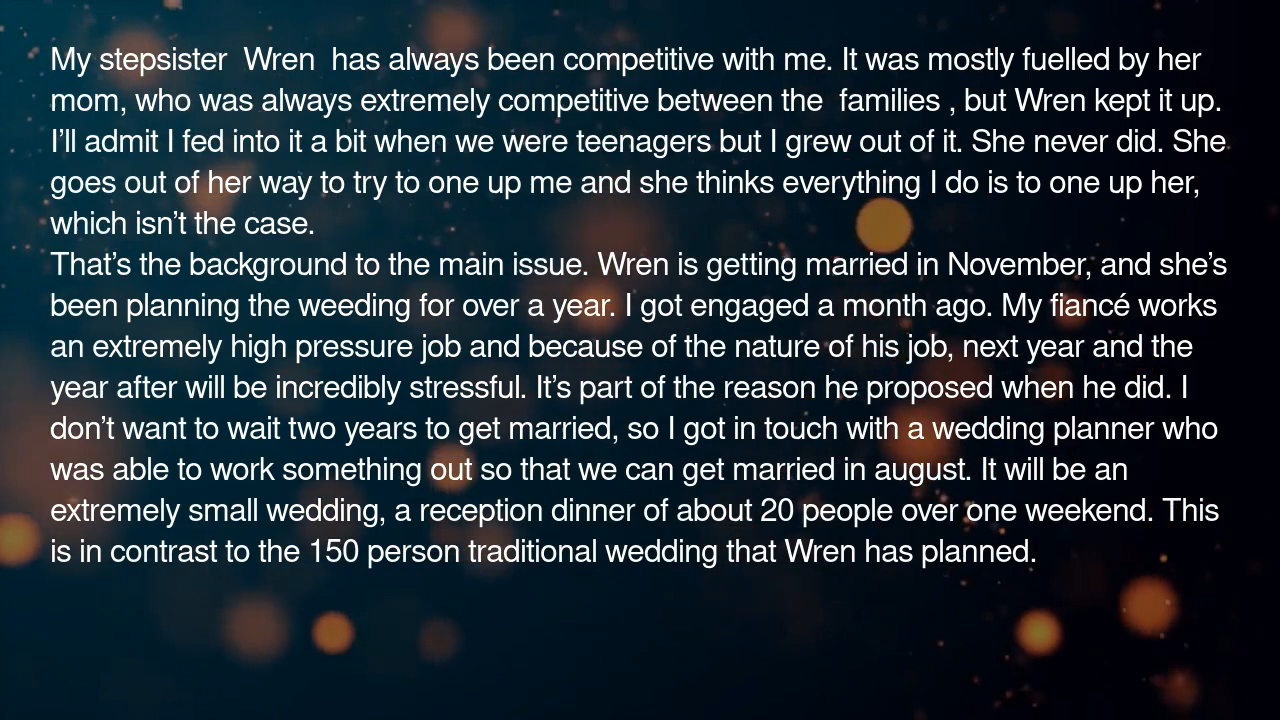 My stepsister  Wren  has always been competitive with me. It was mostly fuelled by her
mom, who was always extremely competitive between the  families , but Wren kept it up.
I’ll admit I fed into it a bit when we were teenagers but I grew out of it. She never did. She
goes out of her way to try to one up me and she thinks everything I do is to one up her,
which isn’t the case.
That’s the background to the main issue. Wren is getting married in November, and she’s
been planning the weeding for over a year. I got engaged a month ago. My fiancé works
an extremely high pressure job and because of the nature of his job, next year and the
year after will be incredibly stressful. It’s part of the reason he proposed when he did. I
don’t want to wait two years to get married, so I got in touch with a wedding planner who
was able to work something out so that we can get married in august. It will be an
extremely small wedding, a reception dinner of about 20 people over one weekend. This
is in contrast to the 150 person traditional wedding that Wren has planned.